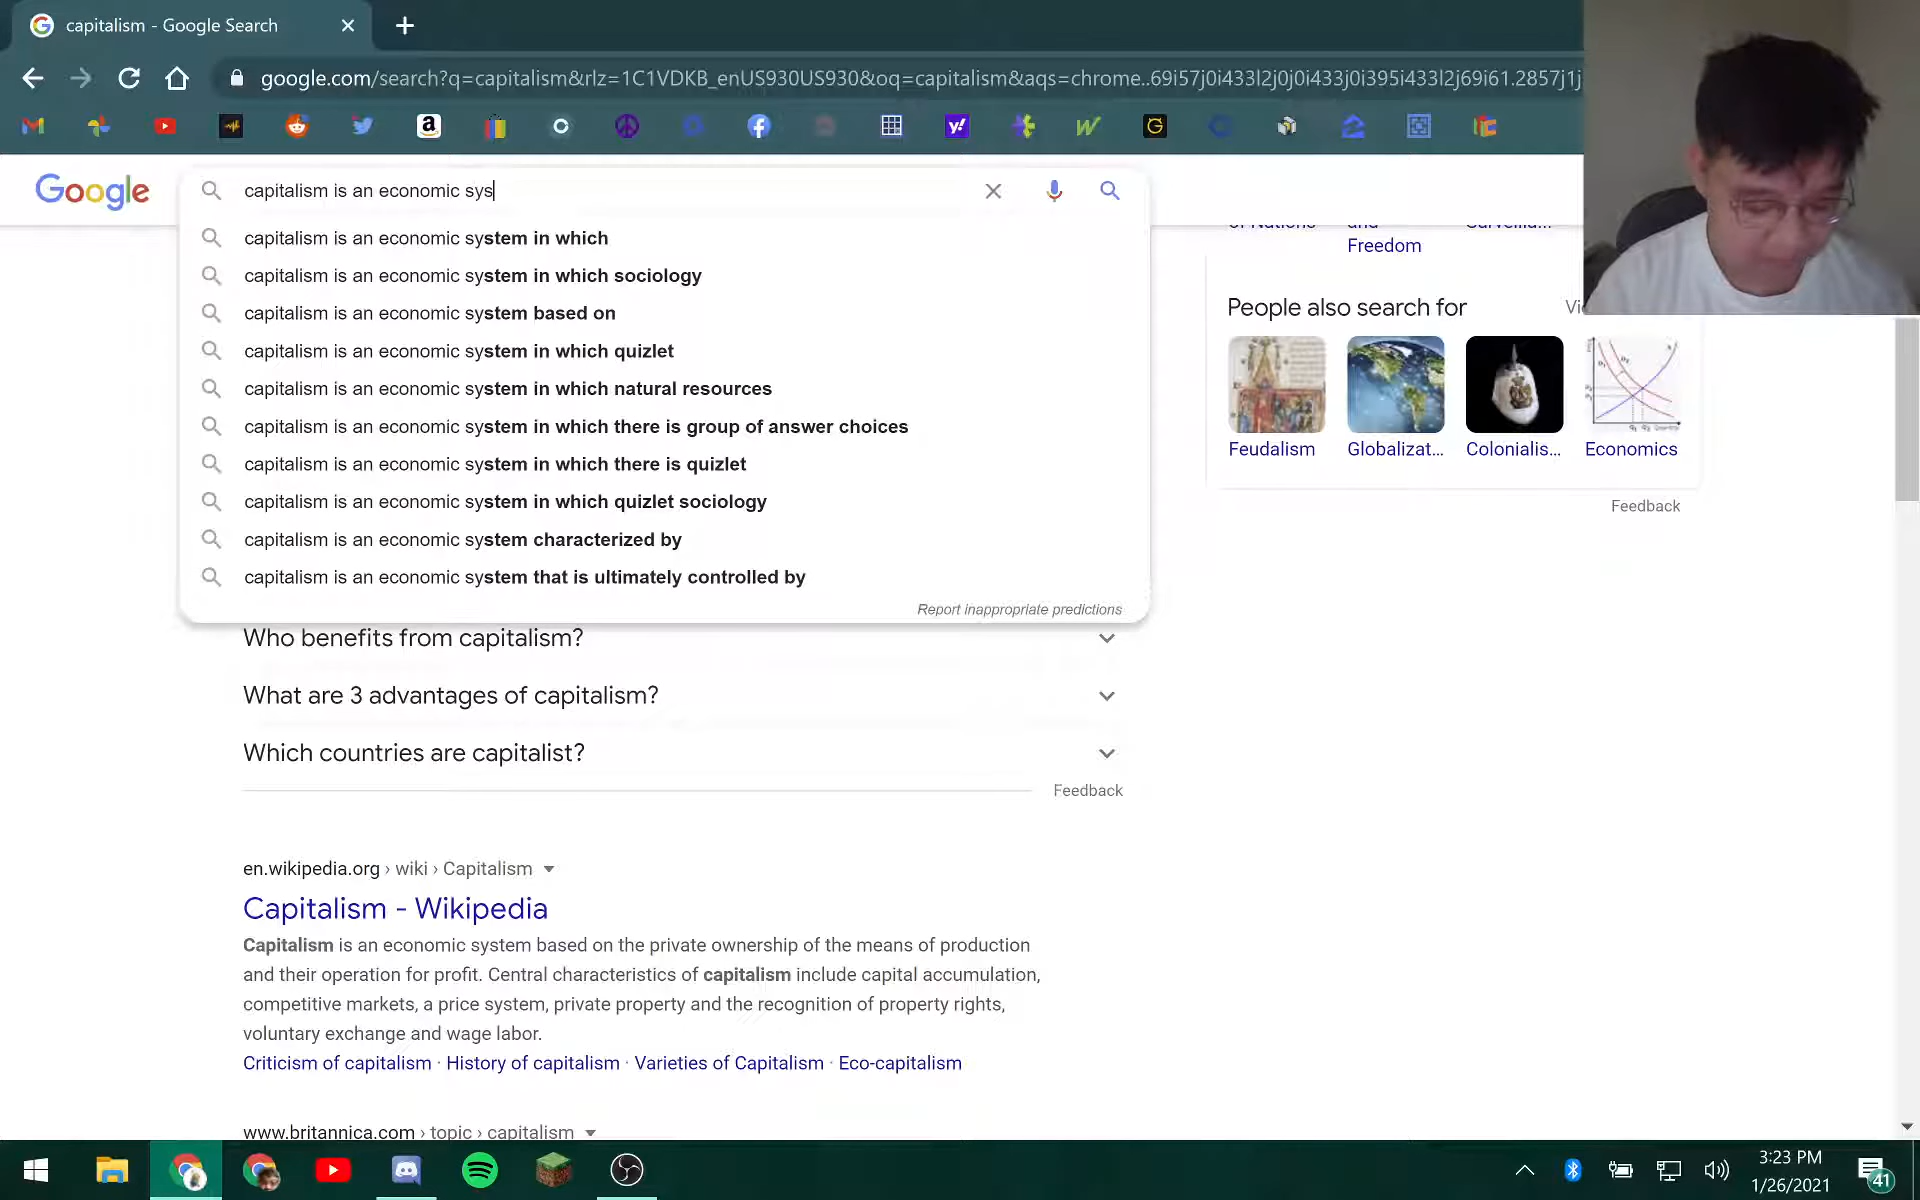 capitalism - Google Search
google.com/search?q=capitalism&rlz=1C1VDKB_enUS930US930&oq=capitalism&aqs=chrome..69i57j0i433l2j0j0i433j0i395i433l2j69i61.2857j1j
Google
capitalism is an economic sys
capitalism is an economic system in which
capitalism is an economic system in which sociology
capitalism is an economic system based on
capitalism is an economic system in which quizlet
capitalism is an economic system in which natural resources
capitalism is an economic system in which there is group of answer choices
capitalism is an economic system in which there is quizlet
capitalism is an economic system in which quizlet sociology
capitalism is an economic system characterized by
capitalism is an economic system that is ultimately controlled by
Report inappropriate predictions
Freedom
People also search for
Feudalism
Globalizat...
Colonialis...
Economics
Feedback
Who benefits from capitalism?
What are 3 advantages of capitalism?
Which countries are capitalist?
Feedback
en.wikipedia.org › wiki › Capitalism
Capitalism - Wikipedia
Capitalism is an economic system based on the private ownership of the means of production
and their operation for profit. Central characteristics of capitalism include capital accumulation,
competitive markets, a price system, private property and the recognition of property rights,
voluntary exchange and wage labor.
Criticism of capitalism · History of capitalism · Varieties of Capitalism · Eco-capitalism
www.britannica.com › topic › capitalism
3:23 PM
1/26/2021
41